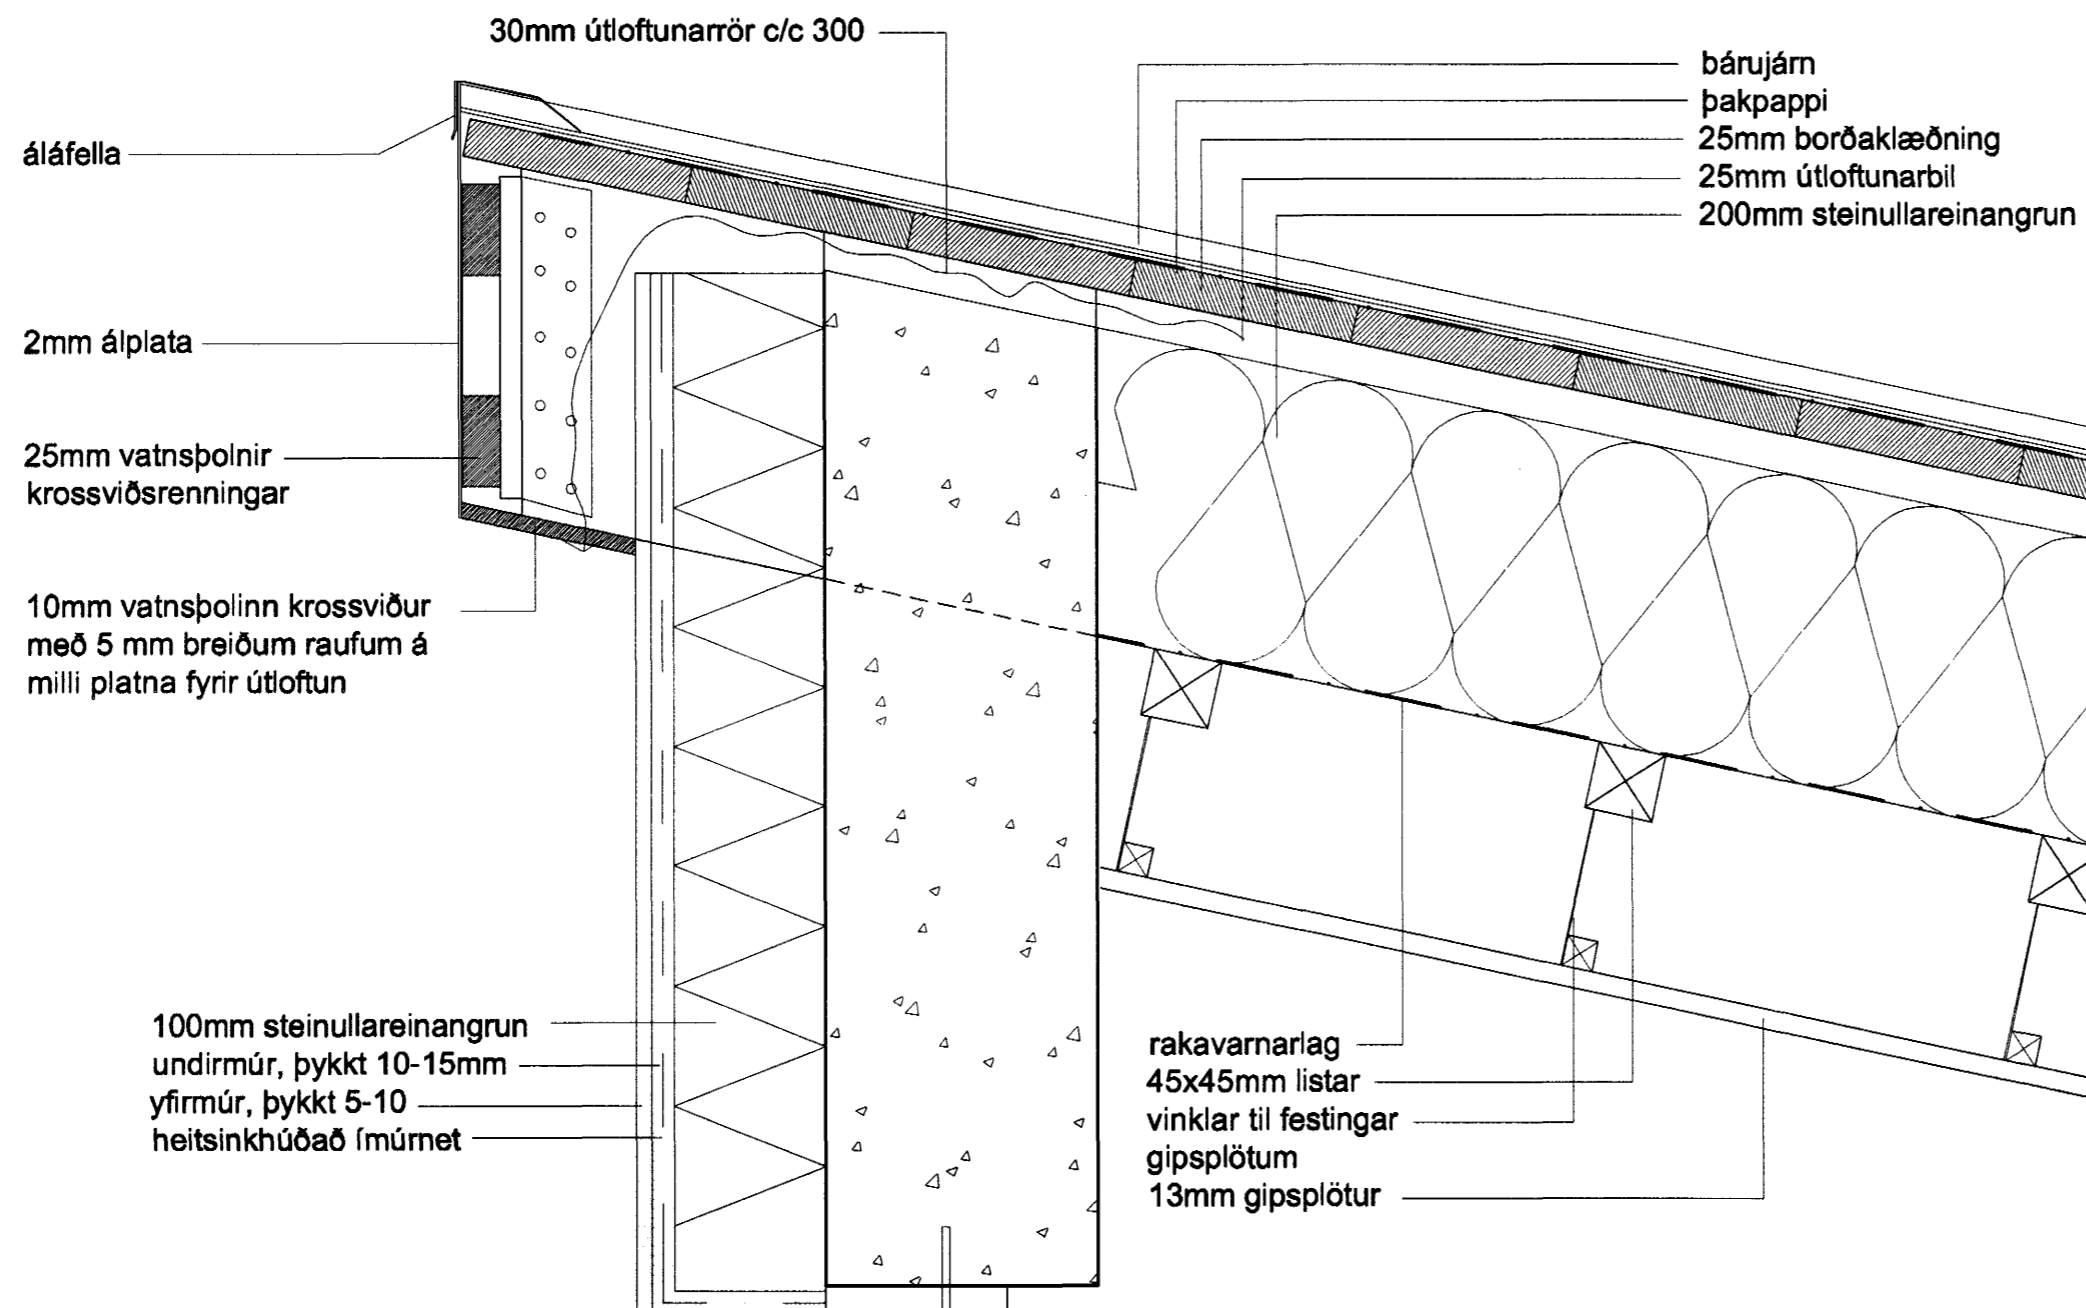 30mm útloftunarrör c/c 300
bárujárn
þakpappi
25mm borðaklæðning
25mm útloftunarbil
200mm steinullareinangrun
áláfella
2mm álplata
25mm vatnsþolnir
krossviðsrenningar
10mm vatnsþolinn krossviður
með 5 mm breiðum raufum á
milli platna fyrir útloftun
100mm steinullareinangrun
undirmúr, þykkt 10-15mm
yfirmúr, þykkt 5-10
heitsinkhúðað ímúrnet
rakavarnarlag
45x45mm listar
vinklar til festingar
gipsplötum
13mm gipsplötur